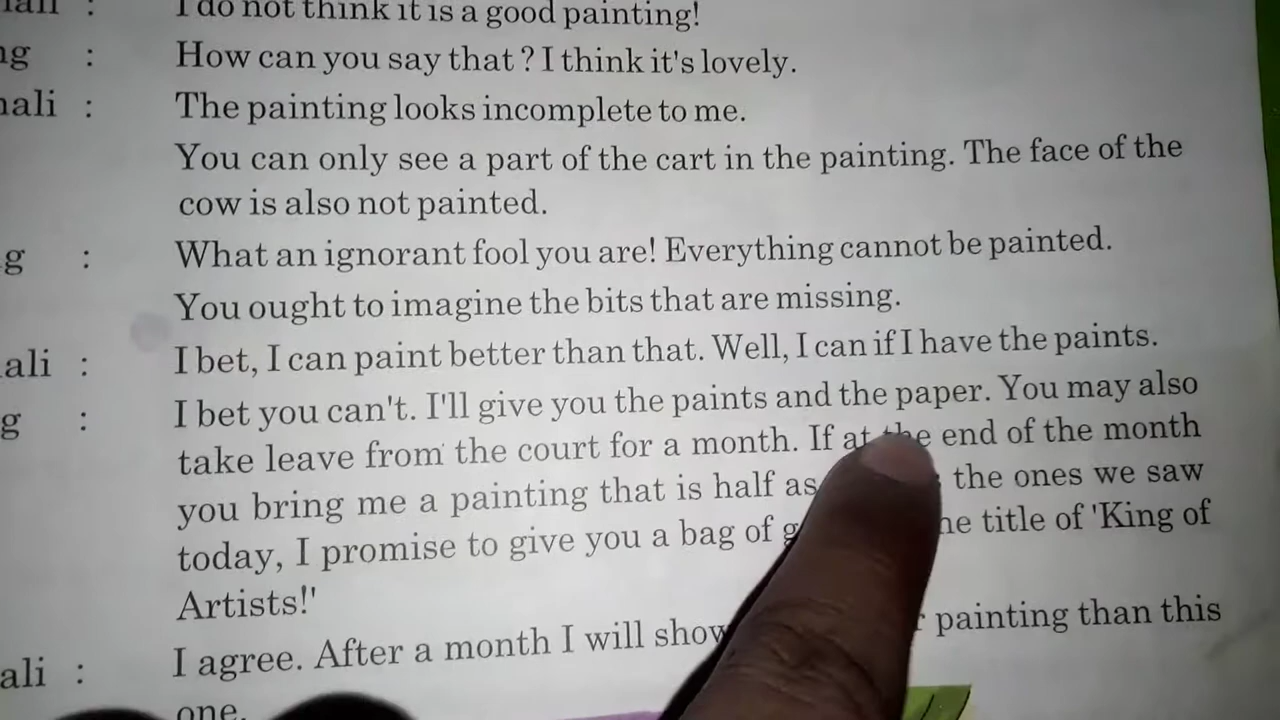 : I do not think it is a good painting!
: How can you say that? I think it's lovely.
: The painting looks incomplete to me.
You can only see a part of the cart in the painting. The face of the
cow is also not painted.
: What an ignorant fool you are! Everything cannot be painted.
You ought to imagine the bits that are missing.
ali : I bet, I can paint better than that. Well, I can if I have the paints.
g : I bet you can't. I'll give you the paints and the paper. You may also
take leave from the court for a month. If at the end of the month
you bring me a painting that is half as the ones we saw
today, I promise to give you a bag of title of 'King of
Artists!'
ali : I agree. After a month I will show painting than this
one.